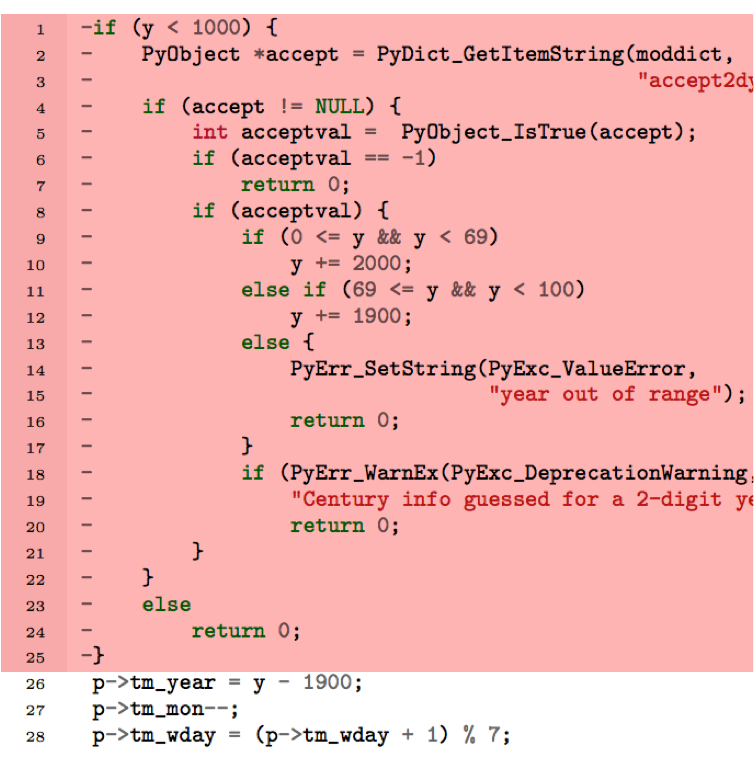 1 -if (y < 1000) {
2 -    PyObject *accept = PyDict_GetItemString(moddict,
3 -                                            "accept2dy
4 -    if (accept != NULL) {
5 -        int acceptval =  PyObject_IsTrue(accept);
6 -        if (acceptval == -1)
7 -            return 0;
8 -        if (acceptval) {
9 -            if (0 <= y && y < 69)
10 -                y += 2000;
11 -            else if (69 <= y && y < 100)
12 -                y += 1900;
13 -            else {
14 -                PyErr_SetString(PyExc_ValueError,
15 -                                "year out of range");
16 -                return 0;
17 -            }
18 -            if (PyErr_WarnEx(PyExc_DeprecationWarning,
19 -                "Century info guessed for a 2-digit ye
20 -                return 0;
21 -        }
22 -    }
23 -    else
24 -        return 0;
25 -}
26  p->tm_year = y - 1900;
27  p->tm_mon--;
28  p->tm_wday = (p->tm_wday + 1) % 7;